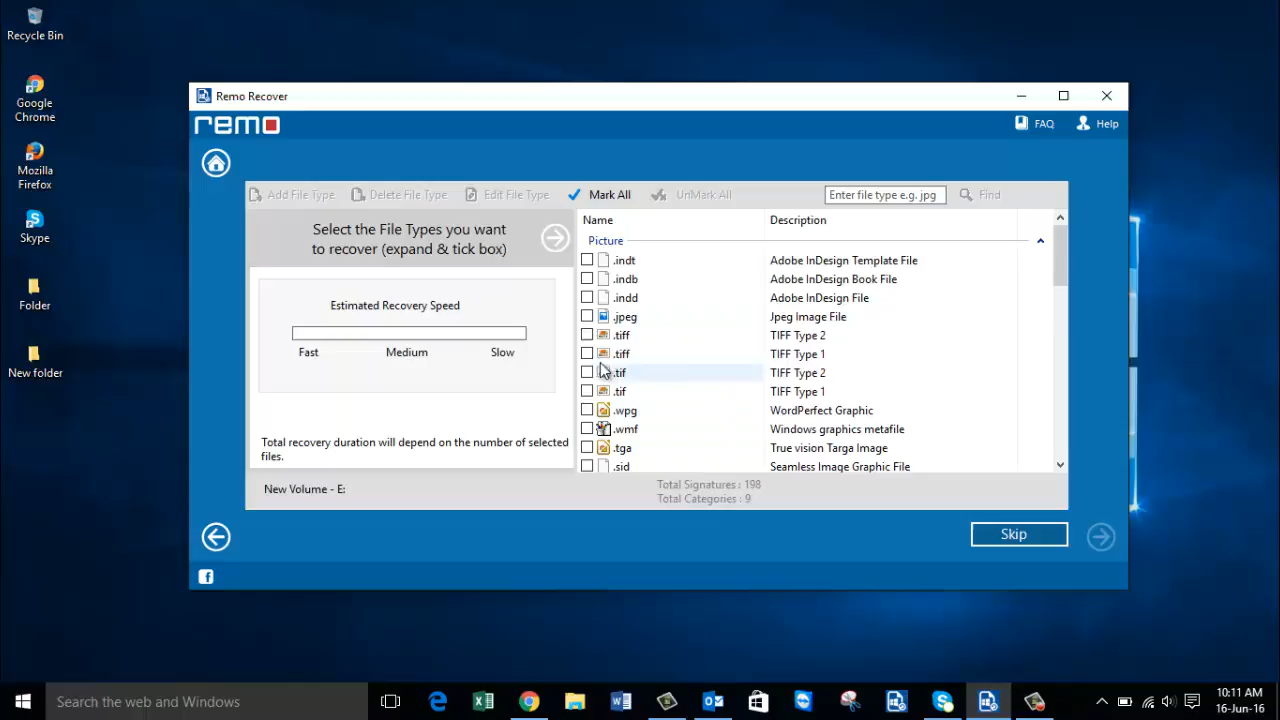 Recycle Bin
Google
Chrome
Mozilla
Firefox
Skype
Folder
New folder
Remo Recover
remo
FAQ
Help
Add File Type
Delete File Type
Edit File Type
Mark All
UnMark All
Enter file type e.g. jpg
Find
Select the File Types you want
to recover (expand & tick box)
Estimated Recovery Speed
Fast Medium Slow
Total recovery duration will depend on the number of selected
files.
Name Description
Picture
.indt Adobe InDesign Template File
.indb Adobe InDesign Book File
.indd Adobe InDesign File
.jpeg Jpeg Image File
.tiff TIFF Type 2
.tiff TIFF Type 1
.tif TIFF Type 2
.tif TIFF Type 1
.wpg WordPerfect Graphic
.wmf Windows graphics metafile
.tga True vision Targa Image
.sid Seamless Image Graphic File
New Volume - E:
Total Signatures : 198
Total Categories : 9
Skip
Search the web and Windows
10:11 AM
16-Jun-16